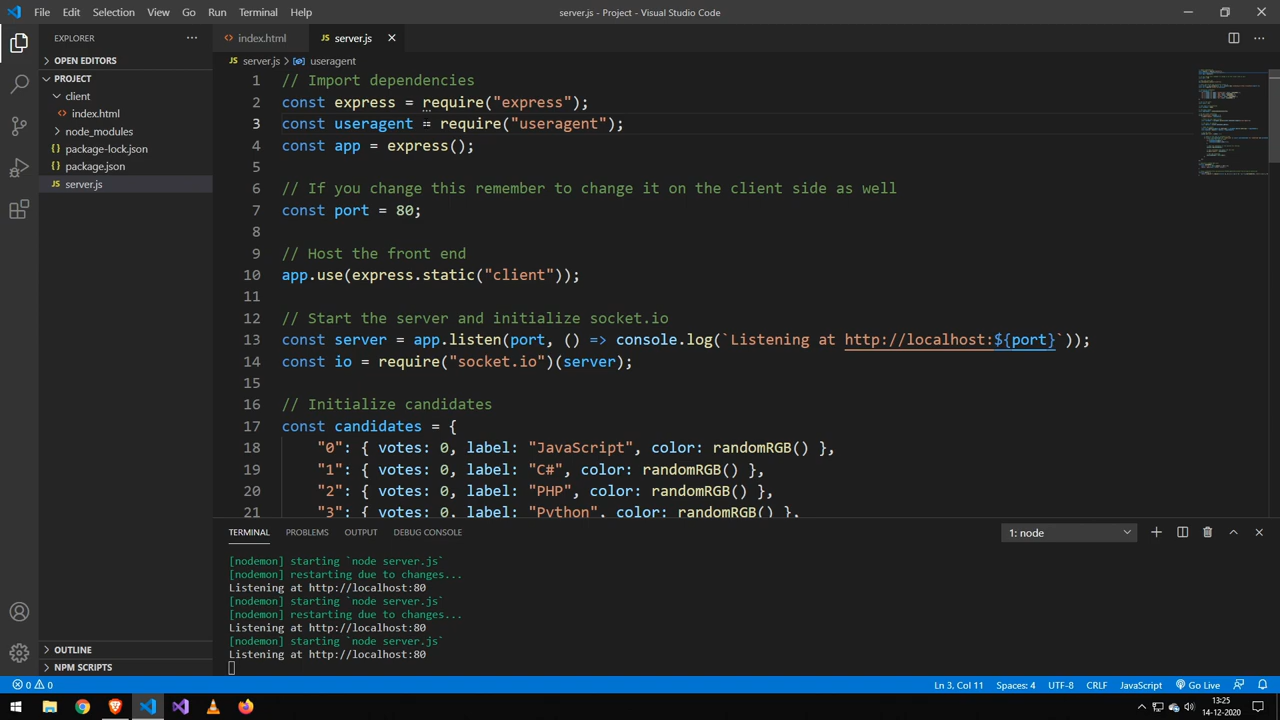 File Edit Selection View Go Run Terminal Help
server.js - Project - Visual Studio Code
EXPLORER
OPEN EDITORS
PROJECT
client
index.html
node_modules
package-lock.json
package.json
server.js
OUTLINE
NPM SCRIPTS
index.html
server.js
server.js > useragent
1 // Import dependencies
2 const express = require("express");
3 const useragent = require("useragent");
4 const app = express();
5
6 // If you change this remember to change it on the client side as well
7 const port = 80;
8
9 // Host the front end
10 app.use(express.static("client"));
11
12 // Start the server and initialize socket.io
13 const server = app.listen(port, () => console.log(`Listening at http://localhost:${port}`));
14 const io = require("socket.io")(server);
15
16 // Initialize candidates
17 const candidates = {
18 "0": { votes: 0, label: "JavaScript", color: randomRGB() },
19 "1": { votes: 0, label: "C#", color: randomRGB() },
20 "2": { votes: 0, label: "PHP", color: randomRGB() },
21 "3": { votes: 0, label: "Python", color: randomRGB() },
TERMINAL PROBLEMS OUTPUT DEBUG CONSOLE
1: node
[nodemon] starting `node server.js`
[nodemon] restarting due to changes...
Listening at http://localhost:80
[nodemon] starting `node server.js`
[nodemon] restarting due to changes...
Listening at http://localhost:80
[nodemon] starting `node server.js`
Listening at http://localhost:80
0 0
Ln 3, Col 11 Spaces: 4 UTF-8 CRLF JavaScript Go Live
13:25
14-12-2020